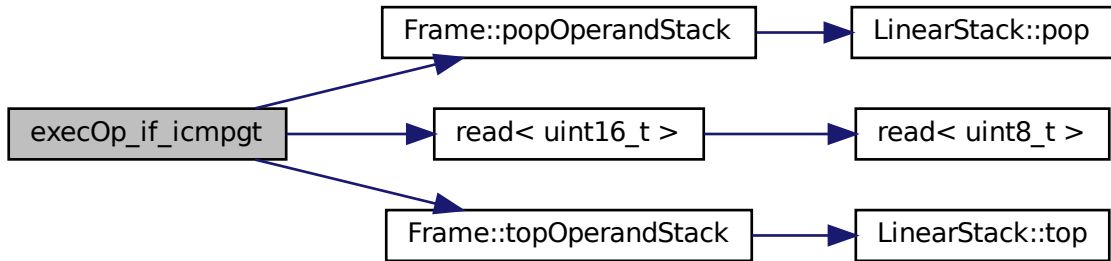 Frame::popOperandStack
LinearStack::pop
execOp_if_icmpgt
read< uint16_t >
read< uint8_t >
Frame::topOperandStack
LinearStack::top